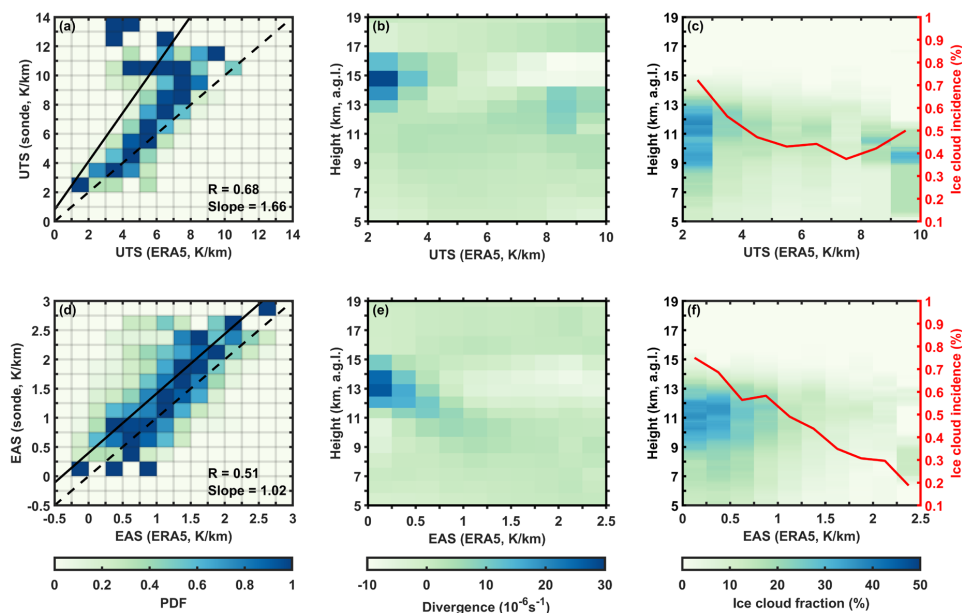 (a)
UTS (sonde, K/km)
14
12
10
8
6
4
2
0
R = 0.68
Slope = 1.66
0 2 4 6 8 10 12 14
UTS (ERA5, K/km)
(b)
Height (km, a.g.l.)
19
17
15
13
11
9
7
5
2 4 6 8 10
UTS (ERA5, K/km)
(c)
Height (km, a.g.l.)
19
17
15
13
11
9
7
5
2 4 6 8 10
UTS (ERA5, K/km)
1
0.9
0.8
0.7
0.6
0.5
0.4
0.3
0.2
0.1
Ice cloud incidence (%)
(d)
EAS (sonde, K/km)
3
2.5
2
1.5
1
0.5
0
-0.5
R = 0.51
Slope = 1.02
-0.5 0 0.5 1 1.5 2 2.5 3
EAS (ERA5, K/km)
(e)
Height (km, a.g.l.)
19
17
15
13
11
9
7
5
0 0.5 1 1.5 2 2.5
EAS (ERA5, K/km)
(f)
Height (km, a.g.l.)
19
17
15
13
11
9
7
5
0 0.5 1 1.5 2 2.5
EAS (ERA5, K/km)
1
0.9
0.8
0.7
0.6
0.5
0.4
0.3
0.2
0.1
Ice cloud incidence (%)
0 0.2 0.4 0.6 0.8 1
PDF
-10 0 10 20 30
Divergence (10⁻⁶s⁻¹)
0 10 20 30 40 50
Ice cloud fraction (%)